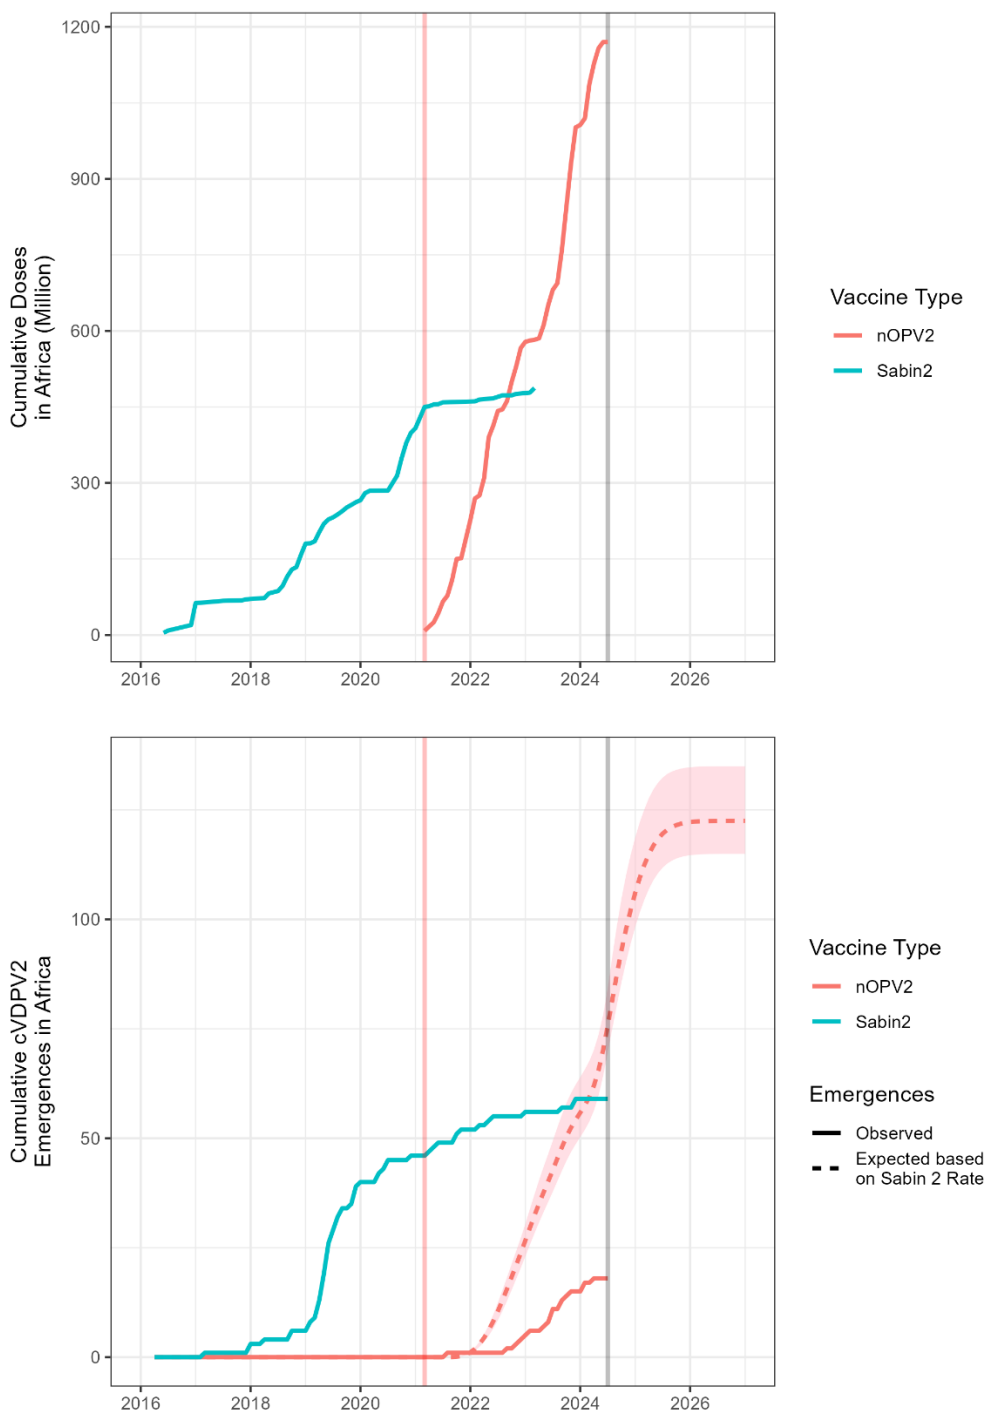 1200
900
600
300
0
Cumulative Doses
in Africa (Million)
2016 2018 2020 2022 2024 2026
Vaccine Type
nOPV2
Sabin2
100
50
0
Cumulative cVDPV2
Emergences in Africa
2016 2018 2020 2022 2024 2026
Vaccine Type
nOPV2
Sabin2
Emergences
Observed
Expected based
on Sabin 2 Rate